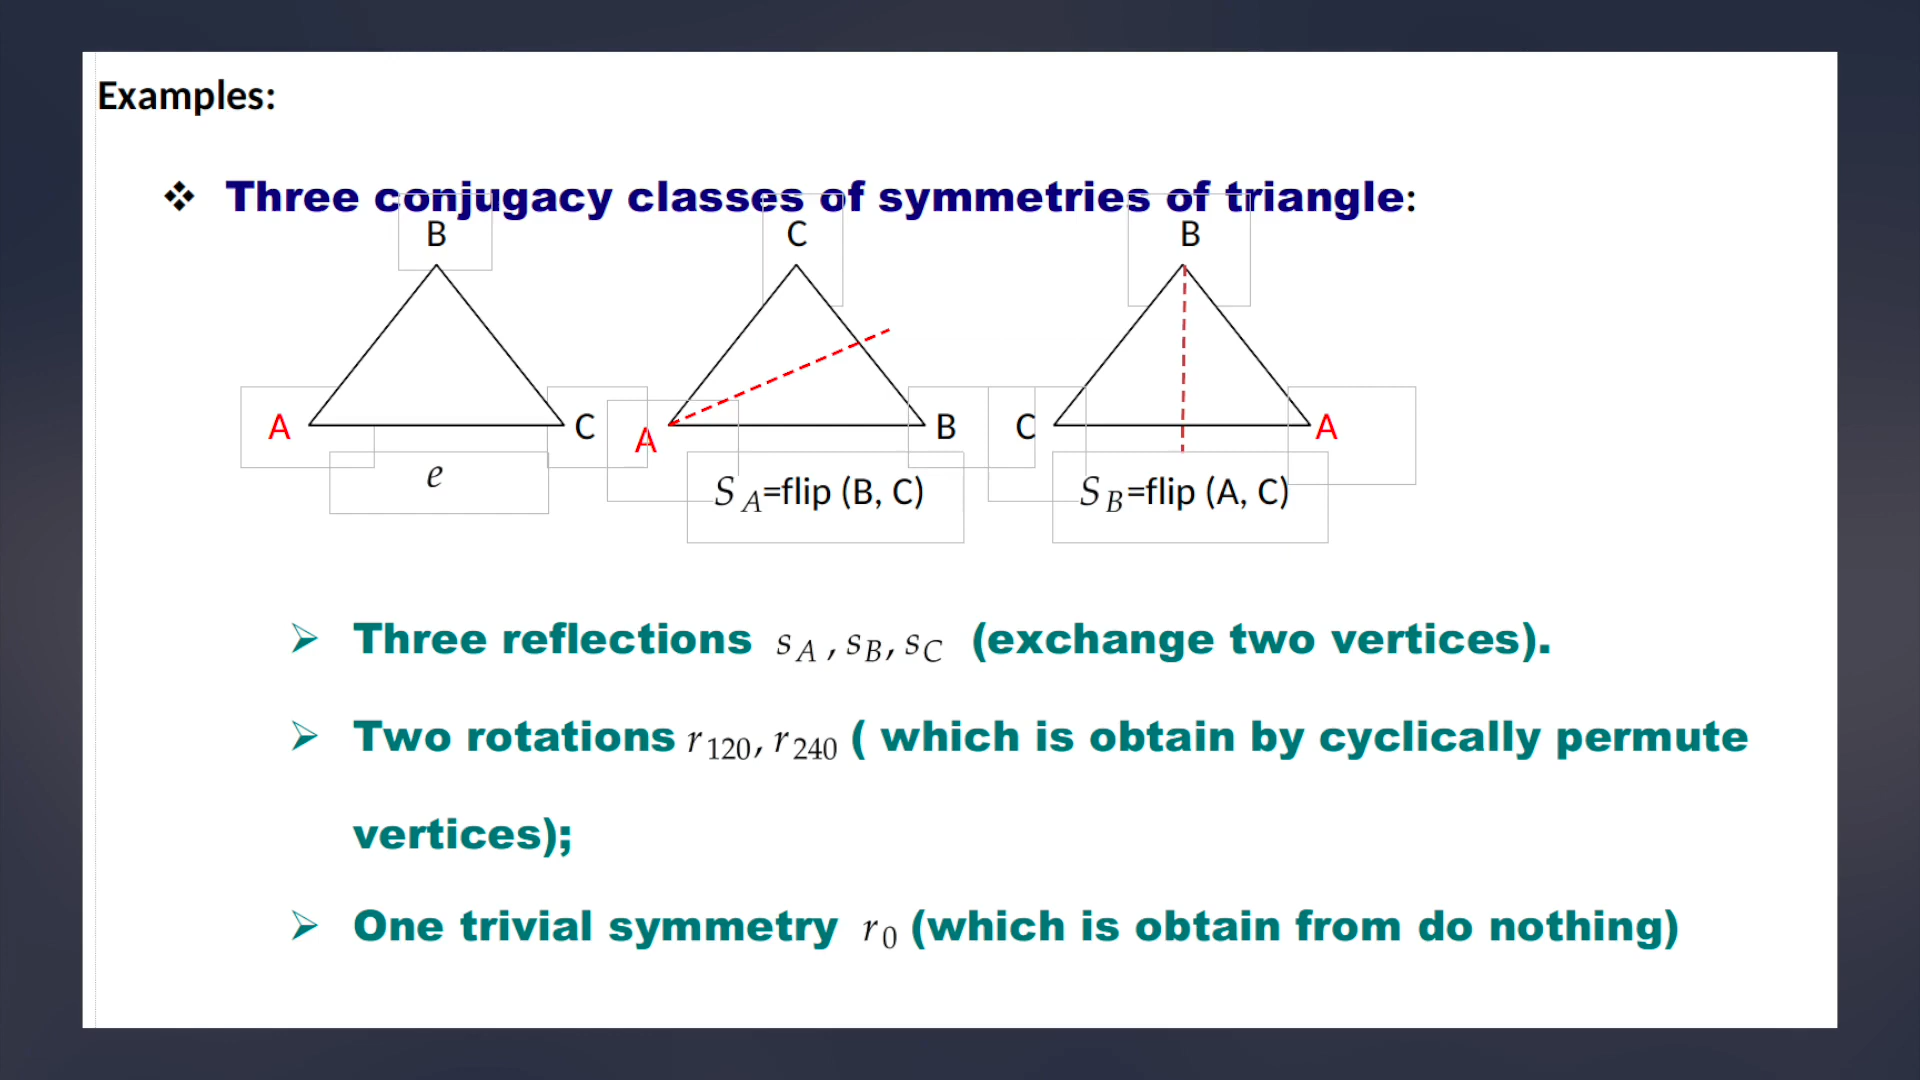 Examples:
❖ Three conjugacy classes of symmetries of triangle:
B C B
A C A B C A
e
S_A=flip (B, C) S_B=flip (A, C)
➢ Three reflections s_A , s_B, s_C (exchange two vertices).
➢ Two rotations r_120, r_240 ( which is obtain by cyclically permute
vertices);
➢ One trivial symmetry r_0 (which is obtain from do nothing)